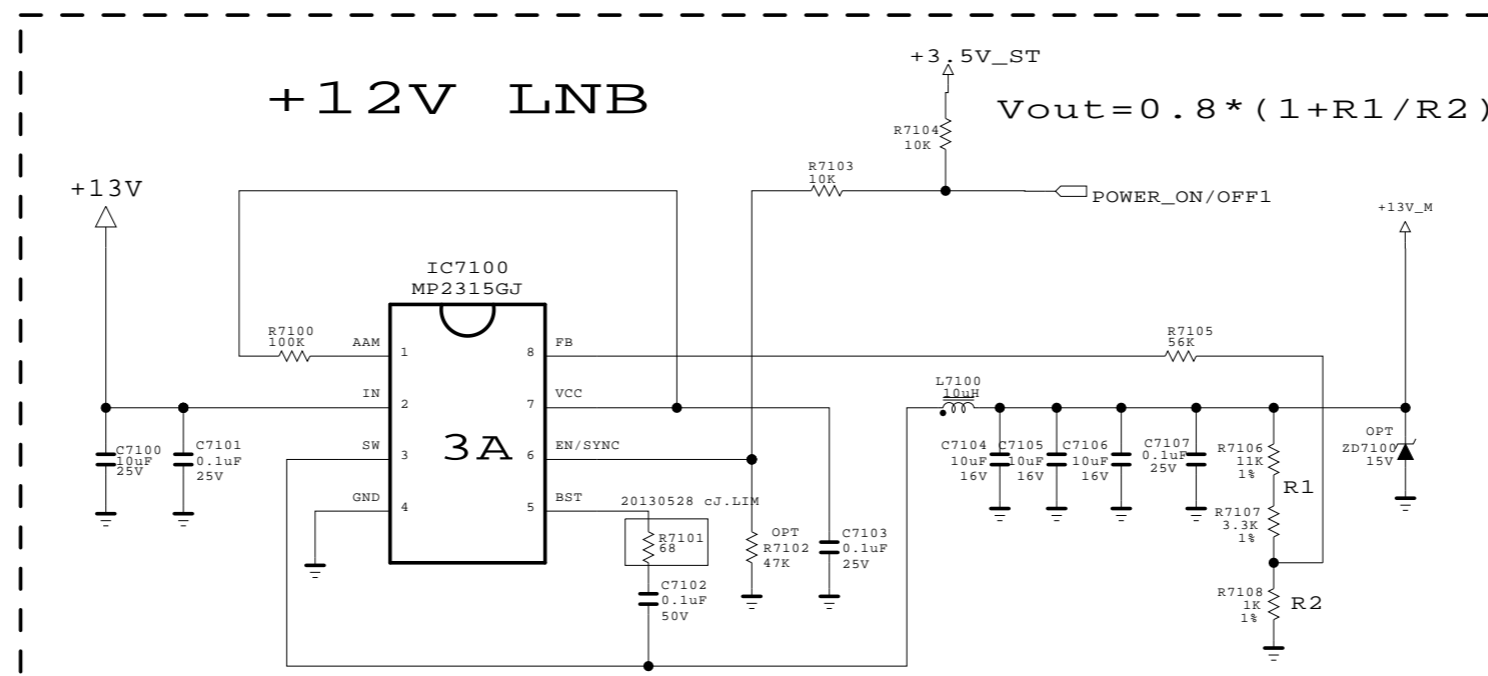 +3.5V_ST
+12V LNB
Vout=0.8*(1+R1/R2)
R7104
10K
R7103
10K
+13V
POWER_ON/OFF1
+13V_M
IC7100
MP2315GJ
R7100
100K
AAM
1
8
FB
R7105
56K
IN
2
7
VCC
L7100
10uH
3A
SW
3
6
EN/SYNC
C7100
10uF
25V
C7101
0.1uF
25V
C7104
10uF
16V
C7105
10uF
16V
C7106
10uF
16V
C7107
0.1uF
25V
R7106
11K
1%
OPT
ZD7100
15V
R1
GND
4
5
BST
20130528 cJ.LIM
R7101
68
OPT
R7102
47K
C7103
0.1uF
25V
R7107
3.3K
1%
C7102
0.1uF
50V
R7108
1K
1%
R2